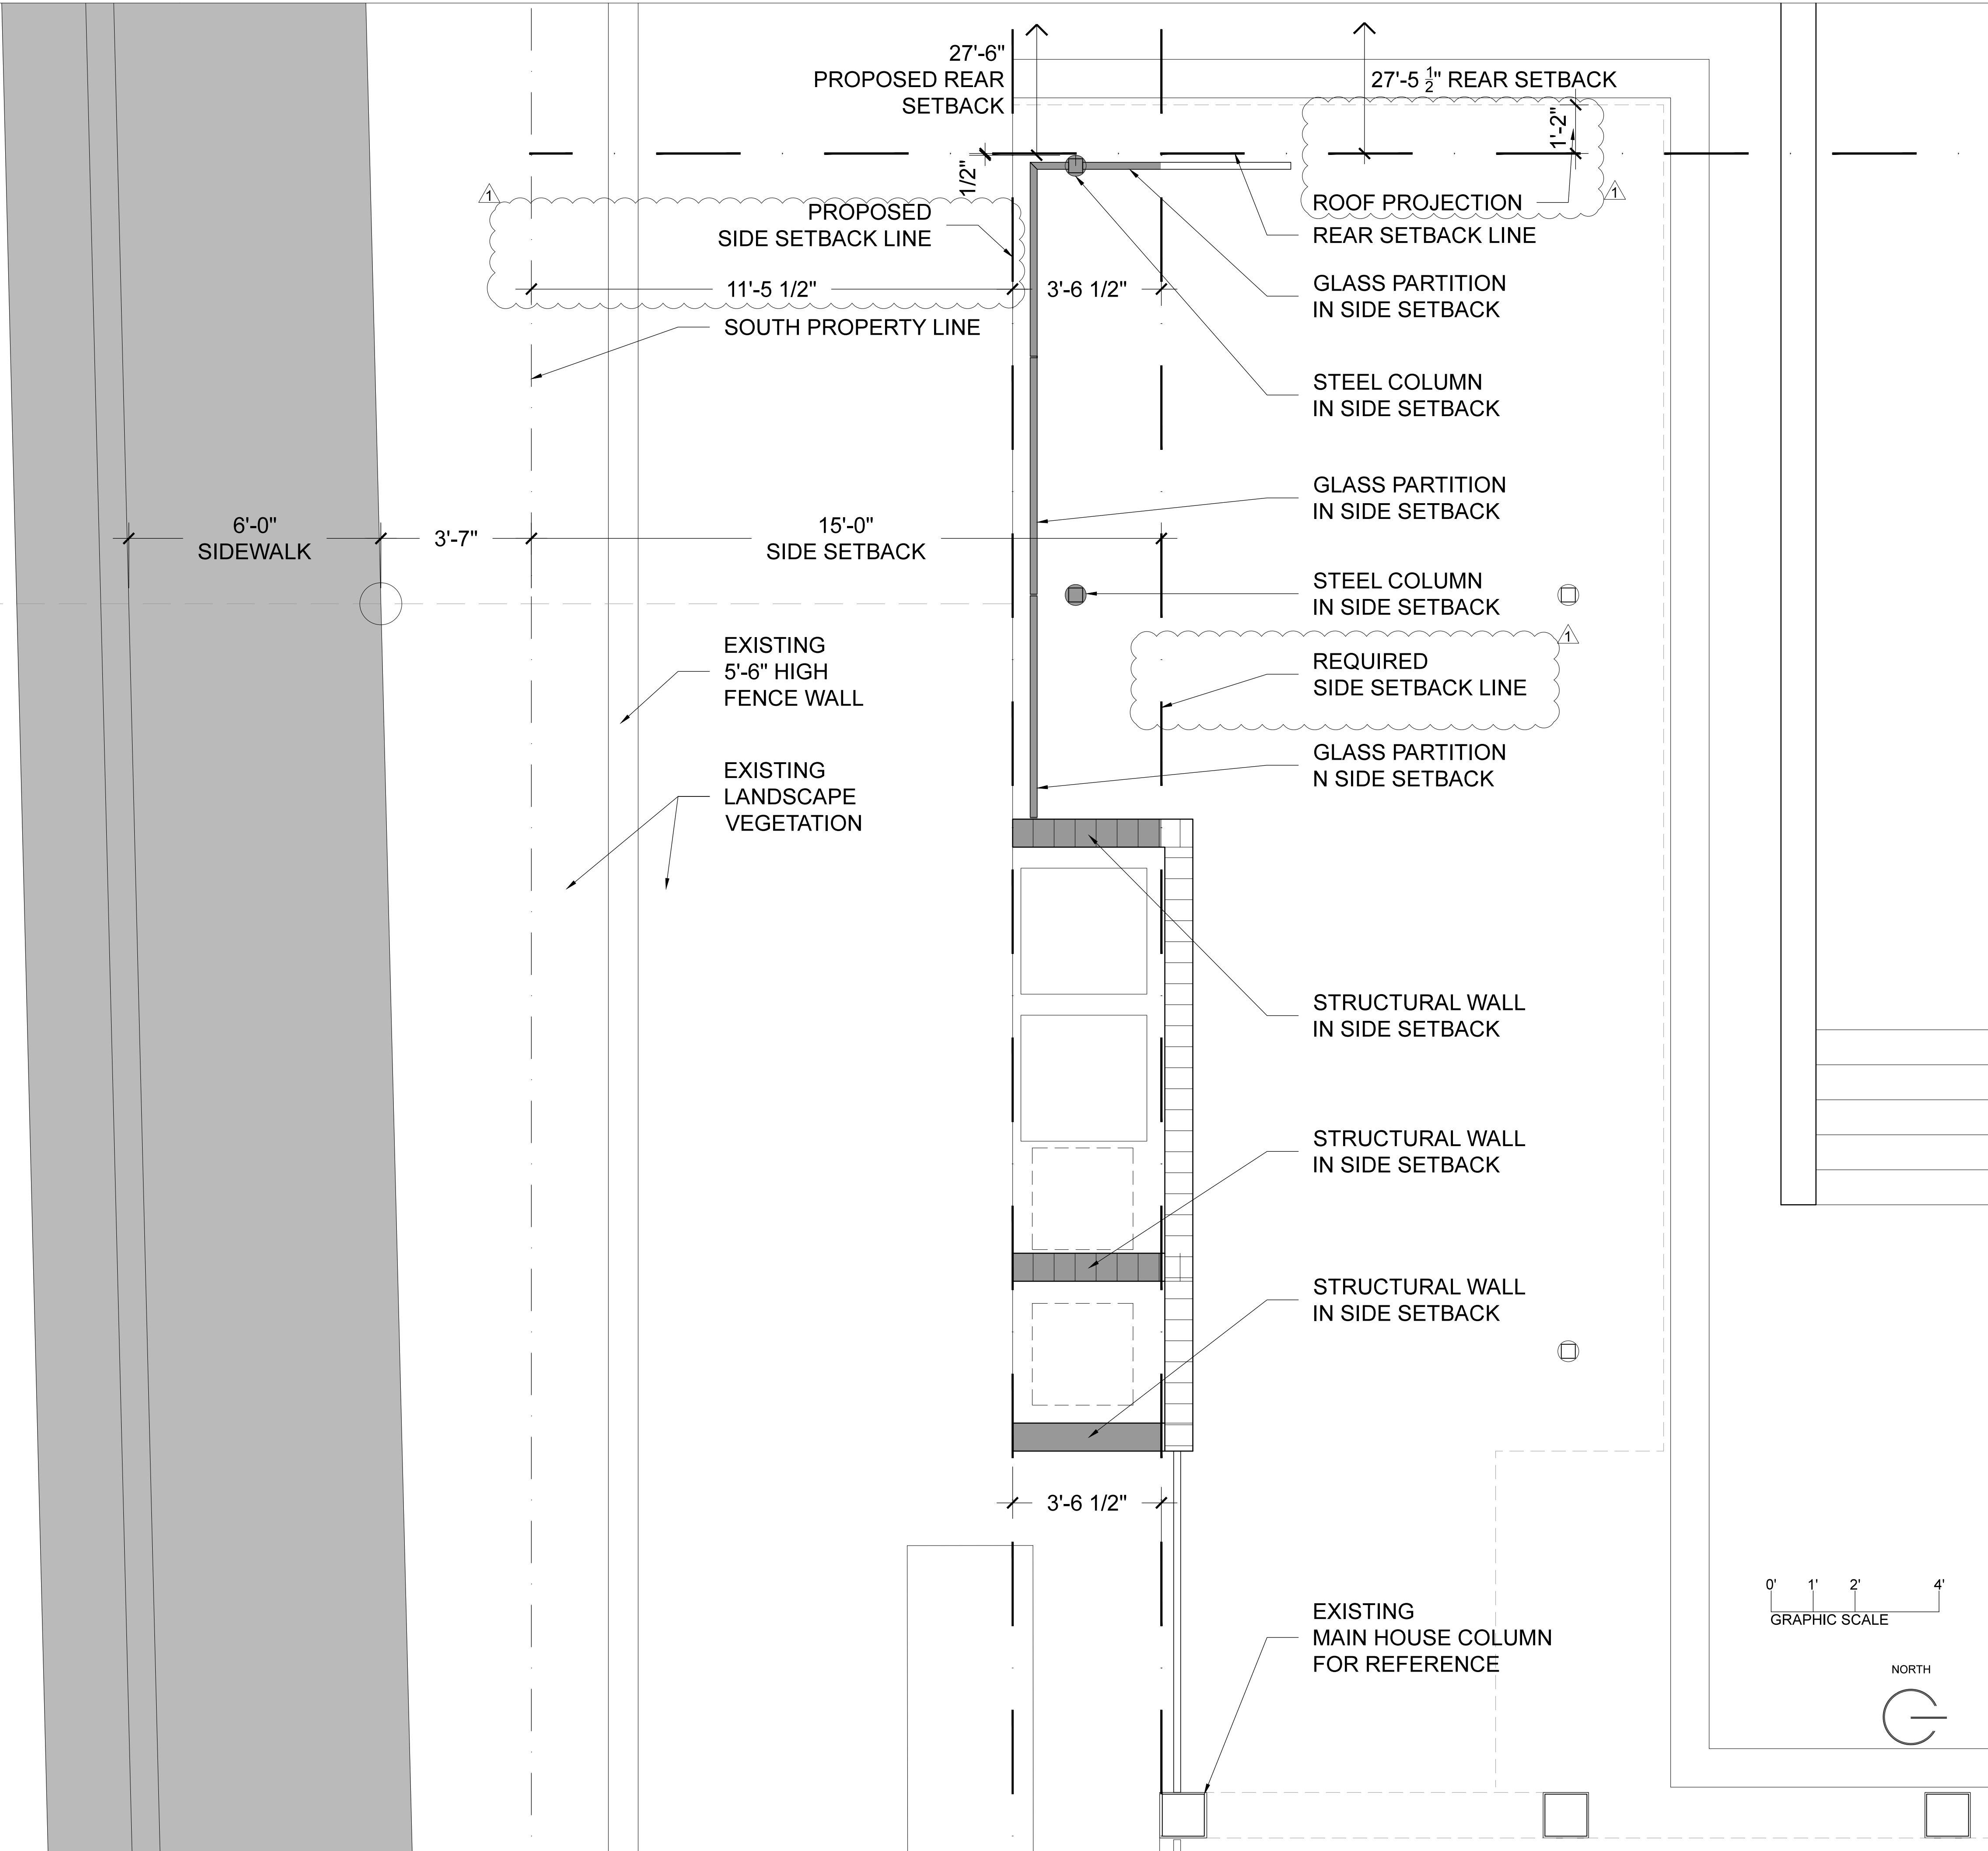 27'-6"
PROPOSED REAR
SETBACK
27'-5 1/2" REAR SETBACK
1'-2"
1/2"
1
PROPOSED
SIDE SETBACK LINE
ROOF PROJECTION
1
REAR SETBACK LINE
11'-5 1/2"
3'-6 1/2"
GLASS PARTITION
IN SIDE SETBACK
SOUTH PROPERTY LINE
STEEL COLUMN
IN SIDE SETBACK
GLASS PARTITION
IN SIDE SETBACK
6'-0"
SIDEWALK
3'-7"
15'-0"
SIDE SETBACK
STEEL COLUMN
IN SIDE SETBACK
1
EXISTING
5'-6" HIGH
FENCE WALL
REQUIRED
SIDE SETBACK LINE
GLASS PARTITION
N SIDE SETBACK
EXISTING
LANDSCAPE
VEGETATION
STRUCTURAL WALL
IN SIDE SETBACK
STRUCTURAL WALL
IN SIDE SETBACK
STRUCTURAL WALL
IN SIDE SETBACK
3'-6 1/2"
EXISTING
MAIN HOUSE COLUMN
FOR REFERENCE
0' 1' 2' 4'
GRAPHIC SCALE
NORTH